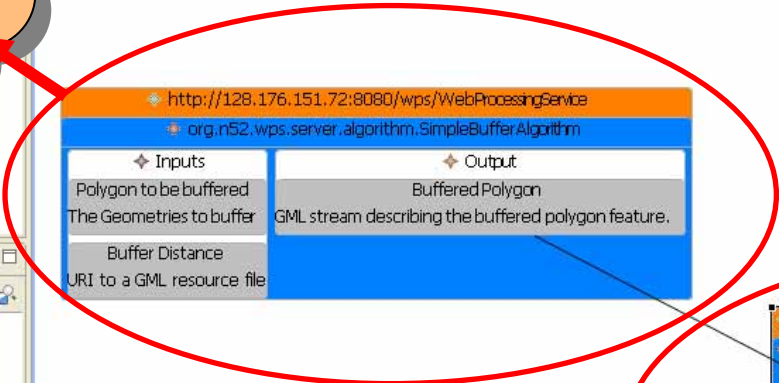 http://128.176.151.72:8080/wps/WebProcessingService
org.n52.wps.server.algorithm.SimpleBufferAlgorithm
Inputs
Output
Polygon to be buffered
The Geometries to buffer
Buffered Polygon
GML stream describing the buffered polygon feature.
Buffer Distance
URI to a GML resource file